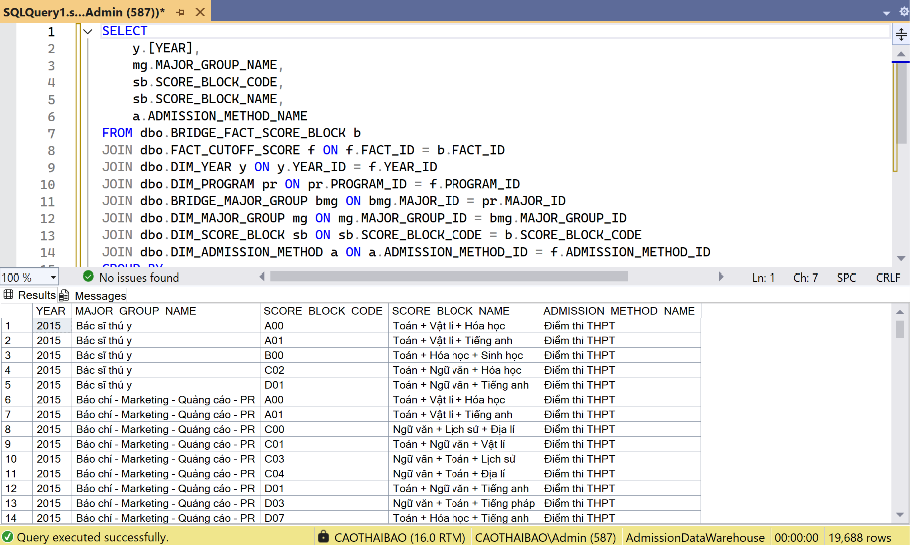 SQLQuery1.s...Admin (587))*
1 SELECT
2 y.[YEAR],
3 mg.MAJOR_GROUP_NAME,
4 sb.SCORE_BLOCK_CODE,
5 sb.SCORE_BLOCK_NAME,
6 a.ADMISSION_METHOD_NAME
7 FROM dbo.BRIDGE_FACT_SCORE_BLOCK b
8 JOIN dbo.FACT_CUTOFF_SCORE f ON f.FACT_ID = b.FACT_ID
9 JOIN dbo.DIM_YEAR y ON y.YEAR_ID = f.YEAR_ID
10 JOIN dbo.DIM_PROGRAM pr ON pr.PROGRAM_ID = f.PROGRAM_ID
11 JOIN dbo.BRIDGE_MAJOR_GROUP bmg ON bmg.MAJOR_ID = pr.MAJOR_ID
12 JOIN dbo.DIM_MAJOR_GROUP mg ON mg.MAJOR_GROUP_ID = bmg.MAJOR_GROUP_ID
13 JOIN dbo.DIM_SCORE_BLOCK sb ON sb.SCORE_BLOCK_CODE = b.SCORE_BLOCK_CODE
14 JOIN dbo.DIM_ADMISSION_METHOD a ON a.ADMISSION_METHOD_ID = f.ADMISSION_METHOD_ID
100 % No issues found Ln: 1 Ch: 7 SPC CRLF
Results Messages
YEAR MAJOR_GROUP_NAME SCORE_BLOCK_CODE SCORE_BLOCK_NAME ADMISSION_METHOD_NAME
1 2015 Bác sĩ thú y A00 Toán + Vật lí + Hóa học Điểm thi THPT
2 2015 Bác sĩ thú y A01 Toán + Vật lí + Tiếng anh Điểm thi THPT
3 2015 Bác sĩ thú y B00 Toán + Hóa học + Sinh học Điểm thi THPT
4 2015 Bác sĩ thú y C02 Toán + Ngữ văn + Hóa học Điểm thi THPT
5 2015 Bác sĩ thú y D01 Toán + Ngữ văn + Tiếng anh Điểm thi THPT
6 2015 Báo chí - Marketing - Quảng cáo - PR A00 Toán + Vật lí + Hóa học Điểm thi THPT
7 2015 Báo chí - Marketing - Quảng cáo - PR A01 Toán + Vật lí + Tiếng anh Điểm thi THPT
8 2015 Báo chí - Marketing - Quảng cáo - PR C00 Ngữ văn + Lịch sử + Địa lí Điểm thi THPT
9 2015 Báo chí - Marketing - Quảng cáo - PR C01 Toán + Ngữ văn + Vật lí Điểm thi THPT
10 2015 Báo chí - Marketing - Quảng cáo - PR C03 Ngữ văn + Toán + Lịch sử Điểm thi THPT
11 2015 Báo chí - Marketing - Quảng cáo - PR C04 Ngữ văn + Toán + Địa lí Điểm thi THPT
12 2015 Báo chí - Marketing - Quảng cáo - PR D01 Toán + Ngữ văn + Tiếng anh Điểm thi THPT
13 2015 Báo chí - Marketing - Quảng cáo - PR D03 Ngữ văn + Toán + Tiếng pháp Điểm thi THPT
14 2015 Báo chí - Marketing - Quảng cáo - PR D07 Toán + Hóa học + Tiếng anh Điểm thi THPT
Query executed successfully. CAOTHAIBAO (16.0 RTM) CAOTHAIBAO\Admin (587) AdmissionDataWarehouse 00:00:00 19,688 rows